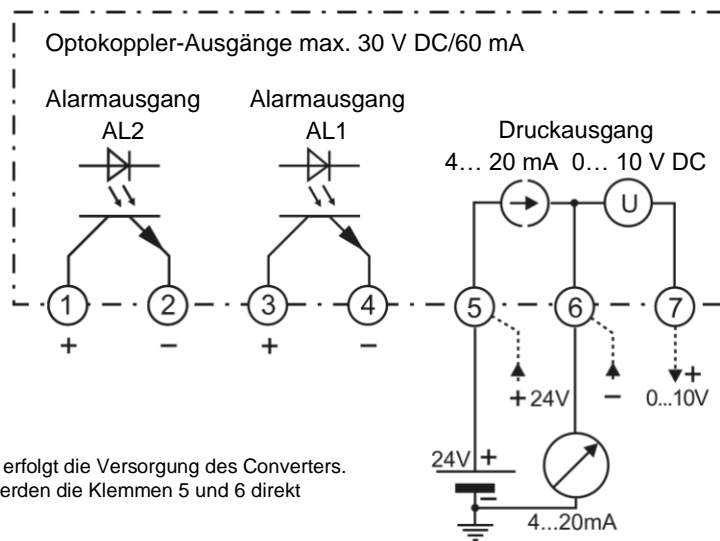 Optokoppler-Ausgänge max. 30 V DC/60 mA
Alarmausgang Alarmausgang
AL2 AL1
Druckausgang
4… 20 mA 0… 10 V DC
U
1 2 3 4 5 6 7
+ − + −
+ 24V − + 0...10V
erfolgt die Versorgung des Converters.
erden die Klemmen 5 und 6 direkt
24V + −
4...20mA